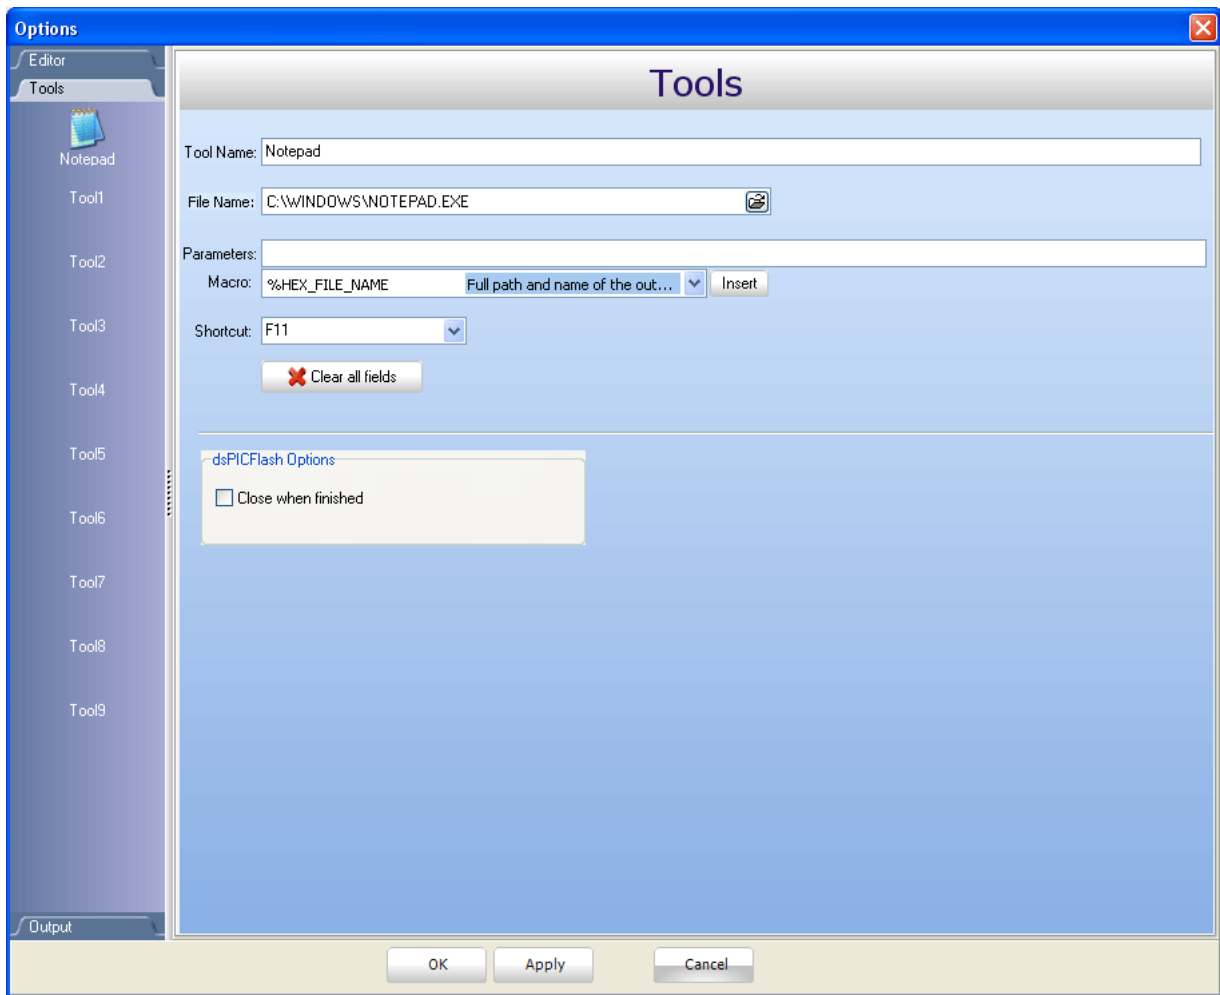 Options
Editor
Tools
Notepad
Tool1
Tool2
Tool3
Tool4
Tool5
Tool6
Tool7
Tool8
Tool9
Output
Tools
Tool Name: Notepad
File Name: C:\WINDOWS\NOTEPAD.EXE
Parameters:
Macro: %HEX_FILE_NAME Full path and name of the out... Insert
Shortcut: F11
Clear all fields
dsPICFlash Options
Close when finished
OK Apply Cancel